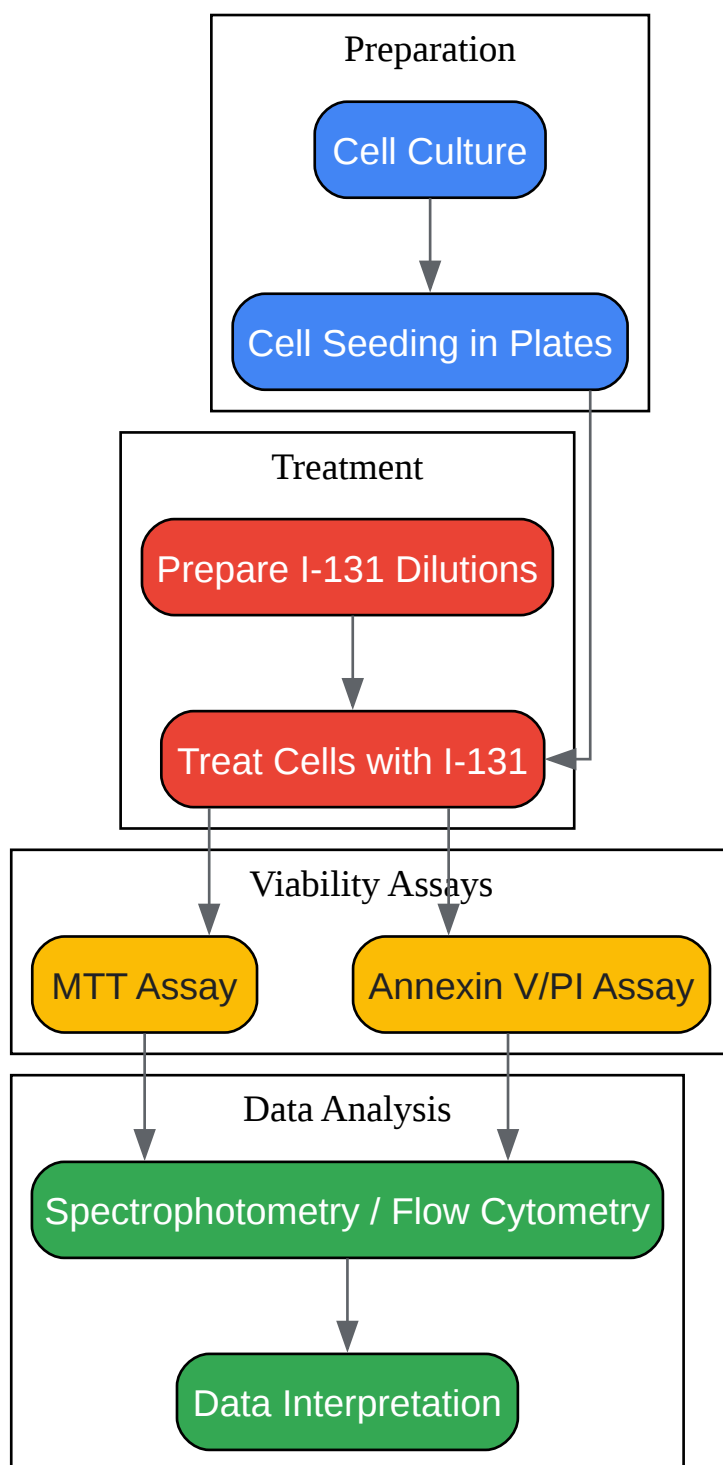 Preparation
Cell Culture
Cell Seeding in Plates
Treatment
Prepare I-131 Dilutions
Treat Cells with I-131
Viability Assays
MTT Assay
Annexin V/PI Assay
Data Analysis
Spectrophotometry / Flow Cytometry
Data Interpretation